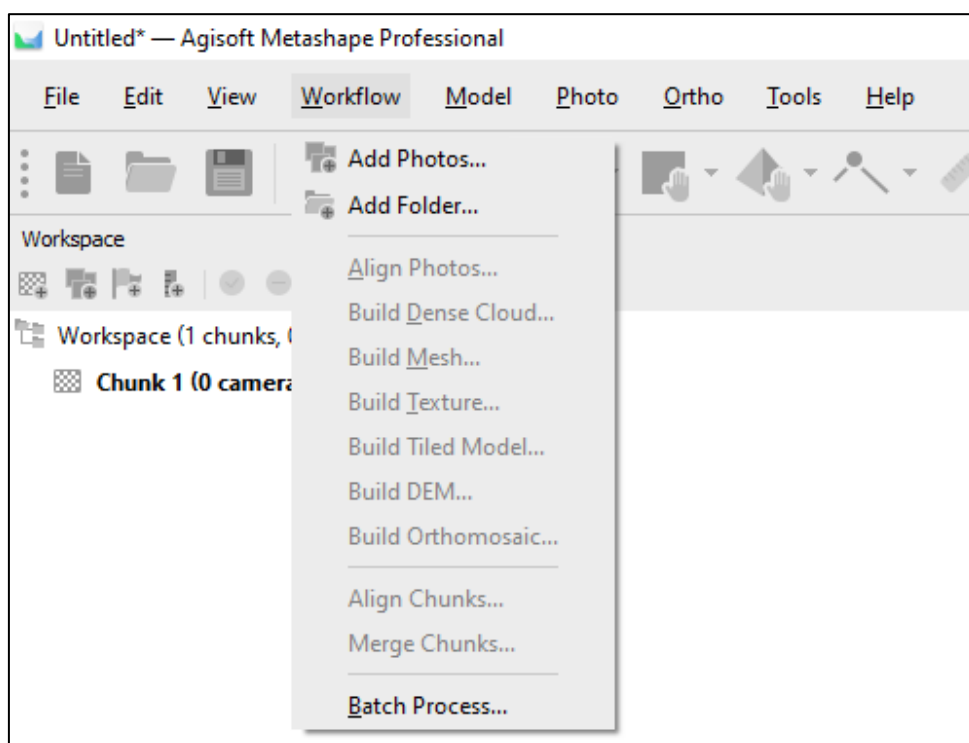 Untitled* — Agisoft Metashape Professional
File Edit View Workflow Model Photo Ortho Tools Help
Add Photos...
Add Folder...
Workspace
Align Photos...
Build Dense Cloud...
Workspace (1 chunks,
Build Mesh...
Chunk 1 (0
Build Texture...
Build Tiled Model...
Build DEM...
Build Orthomosaic...
Align Chunks...
Merge Chunks...
Batch Process...